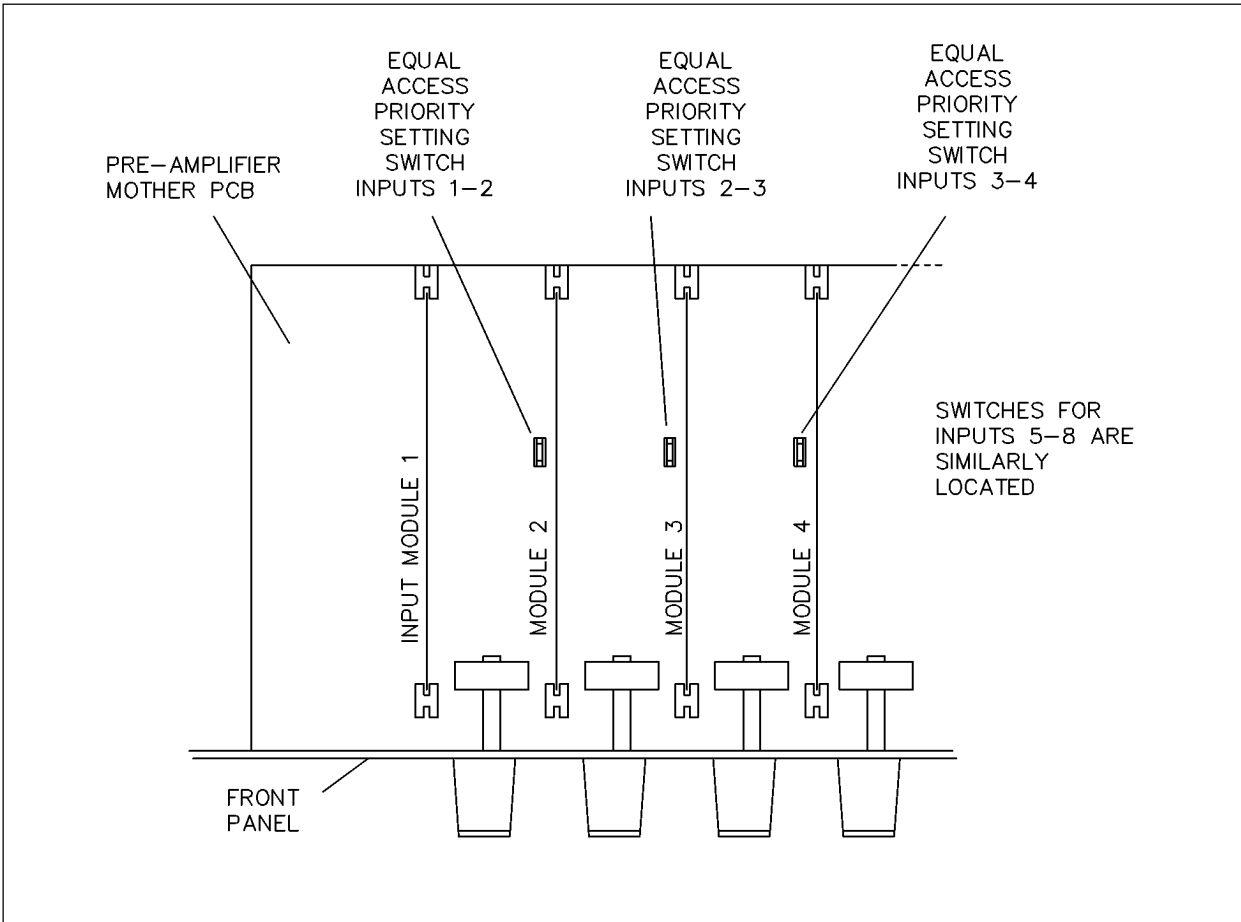 EQUAL
ACCESS
PRIORITY
SETTING
SWITCH
INPUTS 1–2
EQUAL
ACCESS
PRIORITY
SETTING
SWITCH
INPUTS 2–3
EQUAL
ACCESS
PRIORITY
SETTING
SWITCH
INPUTS 3–4
PRE–AMPLIFIER
MOTHER PCB
SWITCHES FOR
INPUTS 5–8 ARE
SIMILARLY
LOCATED
INPUT MODULE 1
MODULE 2
MODULE 3
MODULE 4
FRONT
PANEL